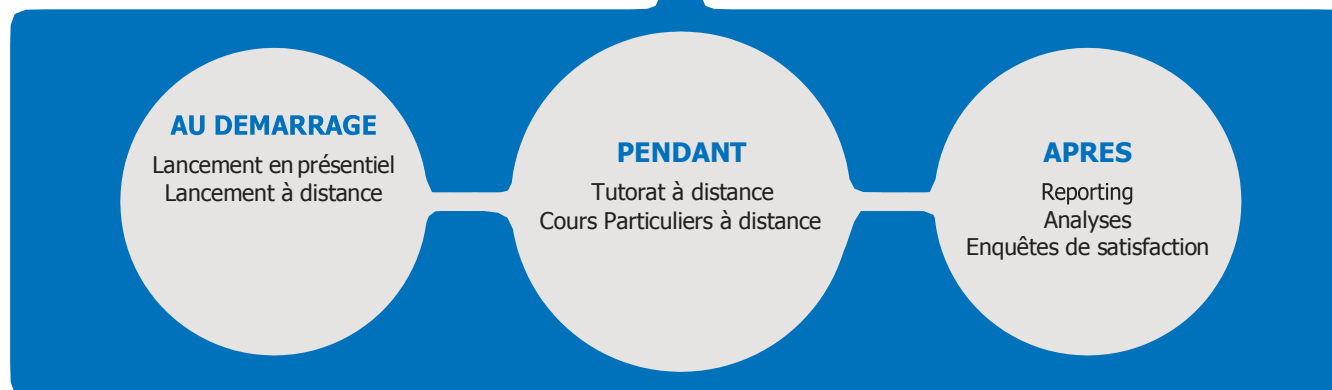 AU DEMARRAGE
Lancement en présentiel
Lancement à distance
PENDANT
Tutorat à distance
Cours Particuliers à distance
APRES
Reporting
Analyses
Enquêtes de satisfaction